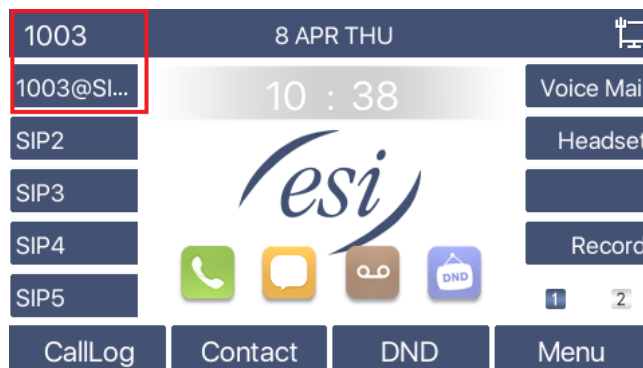 1003 8 APR THU
1003@SI... 10 : 38 Voice Mai
SIP2 Headset
SIP3 esi
SIP4 DND Record
SIP5 1 2
CallLog Contact DND Menu